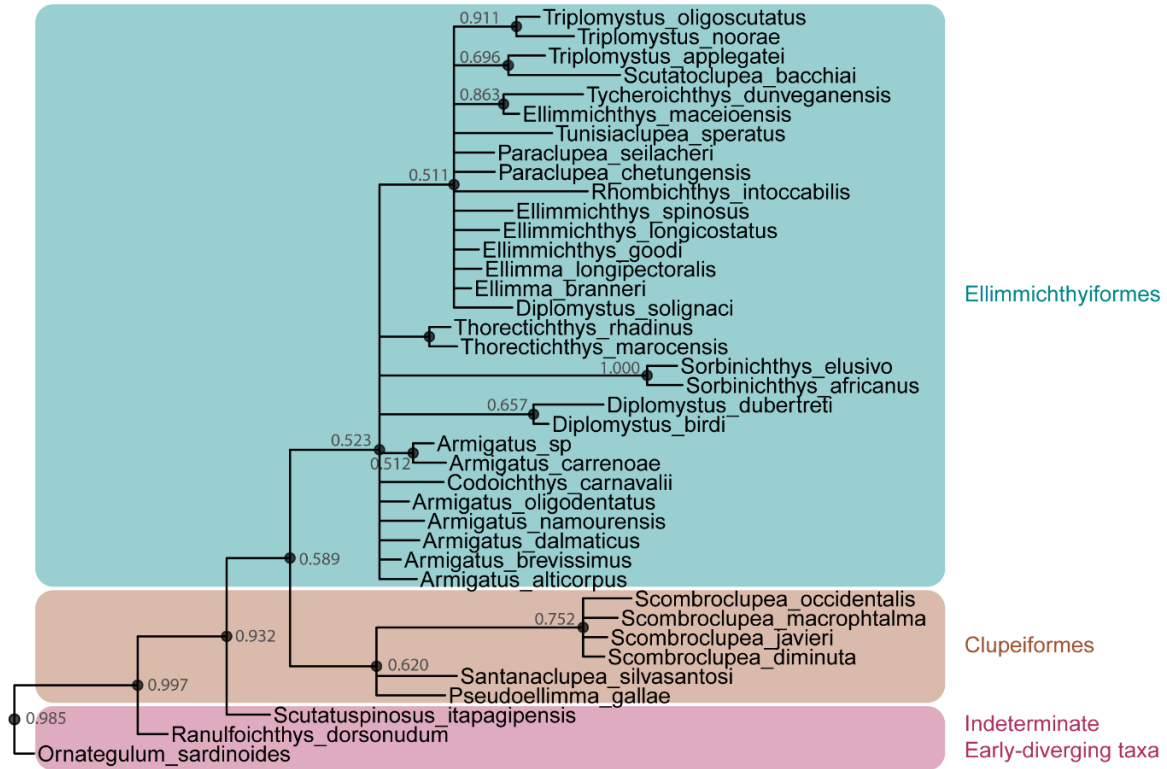 0.911
Triplomystus_oligoscutatus
Triplomystus_noorae
0.696
Triplomystus_applegatei
Scutatoclupea_bacchiai
0.863
Tycheroichthys_dunveganensis
Ellimmichthys_maceioensis
Tunisiaclupea_speratus
Paraclupea_seilacheri
Paraclupea_chetungensis
0.511
Rhombichthys_intoccabilis
Ellimmichthys_spinosus
Ellimmichthys_longicostatus
Ellimmichthys_goodi
Ellimma_longipectoralis
Ellimma_branneri
Diplomystus_solignaci
Ellimmichthyiformes
Thorectichthys_rhadinus
Thorectichthys_marocensis
1.000
Sorbinichthys_elusivo
Sorbinichthys_africanus
0.657
Diplomystus_dubertreti
Diplomystus_birdi
0.523
Armigatus_sp
0.512
Armigatus_carrenoae
Codoichthys_carnavalii
Armigatus_oligodentatus
Armigatus_namourensis
Armigatus_dalmaticus
0.589
Armigatus_brevissimus
Armigatus_alticorpus
Scombroclupea_occidentalis
0.752
Scombroclupea_macrophtalma
0.932
Scombroclupea_javieri
Scombroclupea_diminuta
Clupeiformes
0.620
Santanaclupea_silvasantosi
0.997
Pseudoellimma_gallae
0.985
Scutatuspinosus_itapagipensis
Ranulfoichthys_dorsonudum
Ornategulum_sardinoides
Indeterminate
Early-diverging taxa